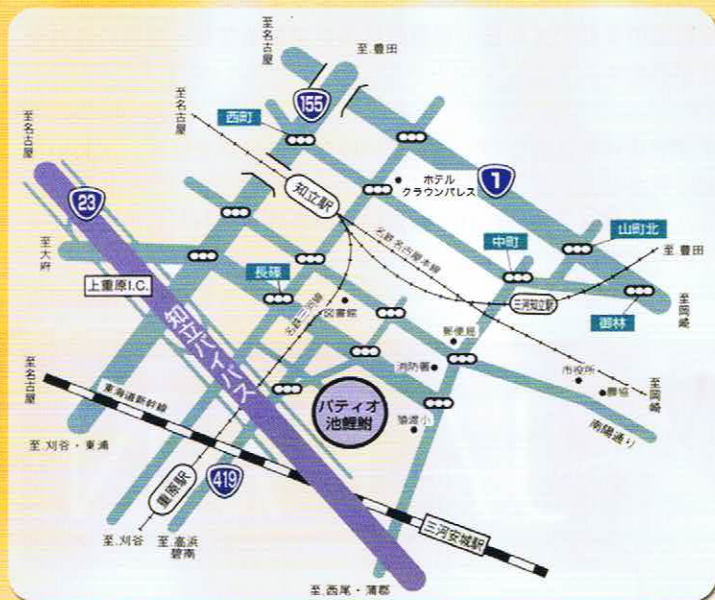 至名古屋
至 豊田
至名古屋
155
西町
至名古屋
知立駅
ホテル
クラウンパレス
1
23
名鉄名古屋本線
中町
山町北
至 豊田
至大府
上重原I.C.
長篠
三河知立駅
知立バイパス
名鉄三河線
図書館
御林
至岡崎
郵便局
至名古屋
東海道新幹線
消防署
市役所
農協
至岡崎
パティオ
池鯉鮒
猿渡小
南陽通り
至 刈谷・東浦
重原駅
419
三河安城駅
至 刈谷
至 高浜
碧南
至 西尾・蒲郡